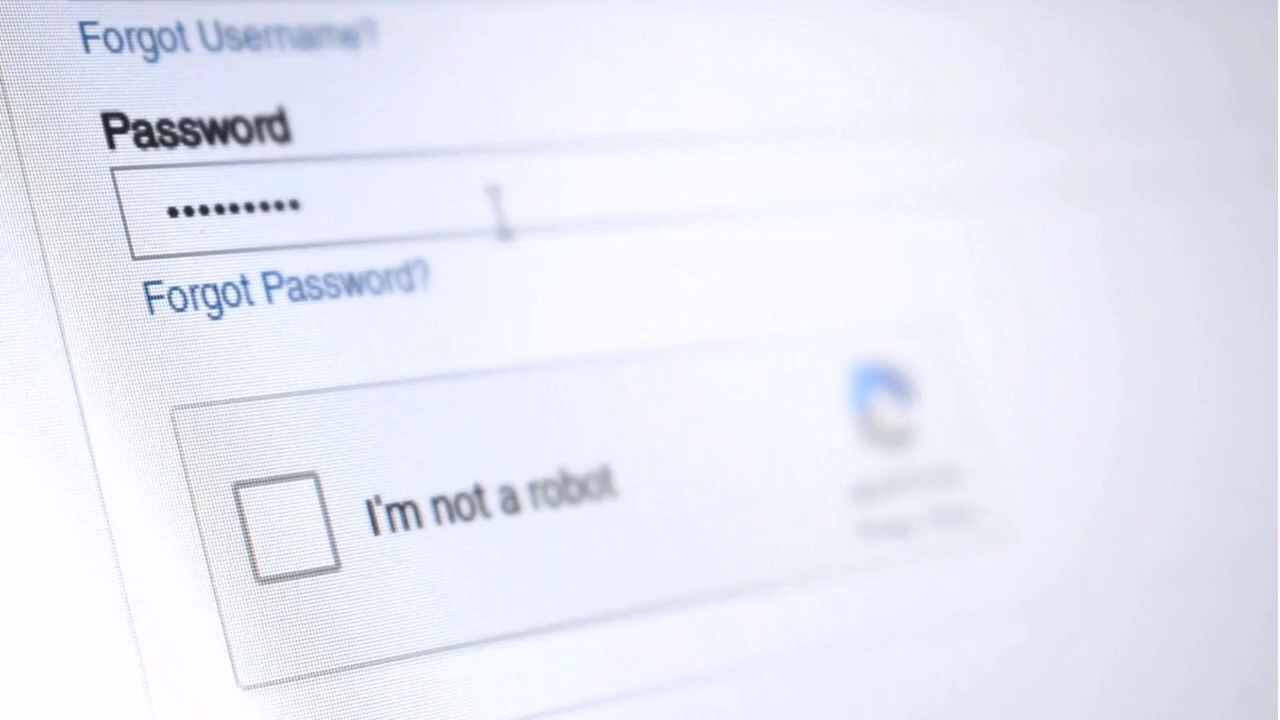 Forgot Username?
Password
•••••••••
Forgot Password?
I'm not a robot